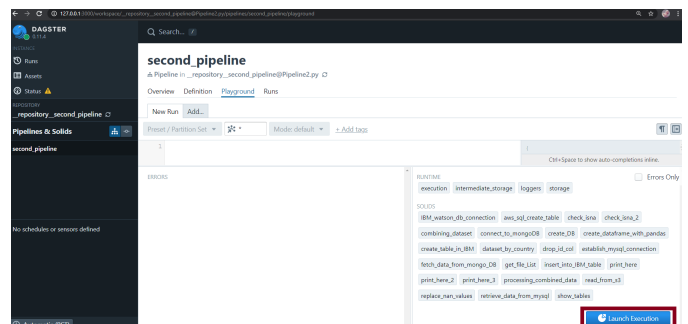 127.0.0.1:3000/workspace/__repository__second_pipeline@Pipeline2.py/pipelines/second_pipeline/playground
DAGSTER
0.11.4
Search... /
INSTANCE
Runs
Assets
Status
REPOSITORY
__repository__second_pipeline
Pipelines & Solids
second_pipeline
No schedules or sensors defined
second_pipeline
Pipeline in __repository__second_pipeline@Pipeline2.py
Overview Definition Playground Runs
New Run Add...
Preset / Partition Set * Mode: default + Add tags
1
Ctrl+Space to show auto-completions inline.
ERRORS
RUNTIME
Errors Only
execution intermediate_storage loggers storage
SOLIDS
IBM_watson_db_connection aws_sql_create_table check_isna check_isna_2
combining_dataset connect_to_mongoDB create_DB create_dataframe_with_pandas
create_table_in_IBM dataset_by_country drop_id_col establish_mysql_connection
fetch_data_from_mongo_DB get_file_List insert_into_IBM_table print_here
print_here_2 print_here_3 processing_combined_data read_from_s3
replace_nan_values retrieve_data_from_mysql show_tables
Launch Execution